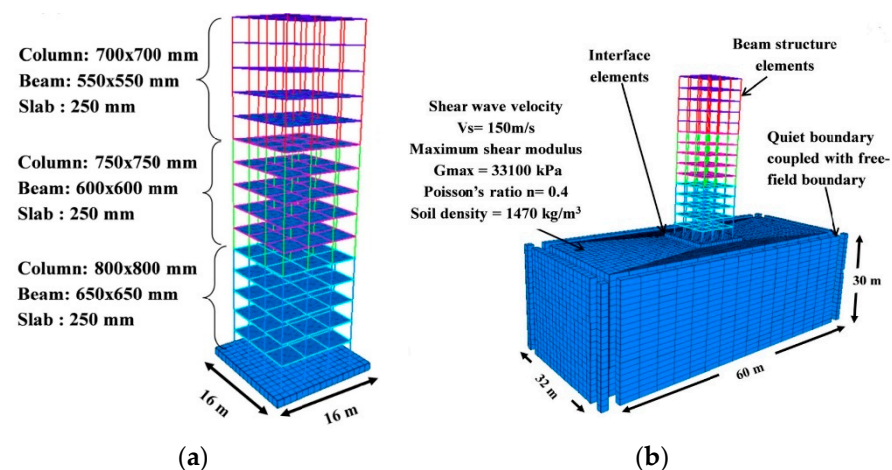 (a)
Column: 700x700 mm
Beam: 550x550 mm
Slab : 250 mm
Column: 750x750 mm
Beam: 600x600 mm
Slab : 250 mm
Column: 800x800 mm
Beam: 650x650 mm
Slab : 250 mm
16 m
16 m
(a)
(b)
Interface
elements
Beam structure
elements
Shear wave velocity
Vs= 150m/s
Maximum shear modulus
Gmax = 33100 kPa
Poisson's ratio n= 0.4
Soil density = 1470 kg/m³
Quiet boundary
coupled with free-
field boundary
30 m
32 m
60 m
(b)